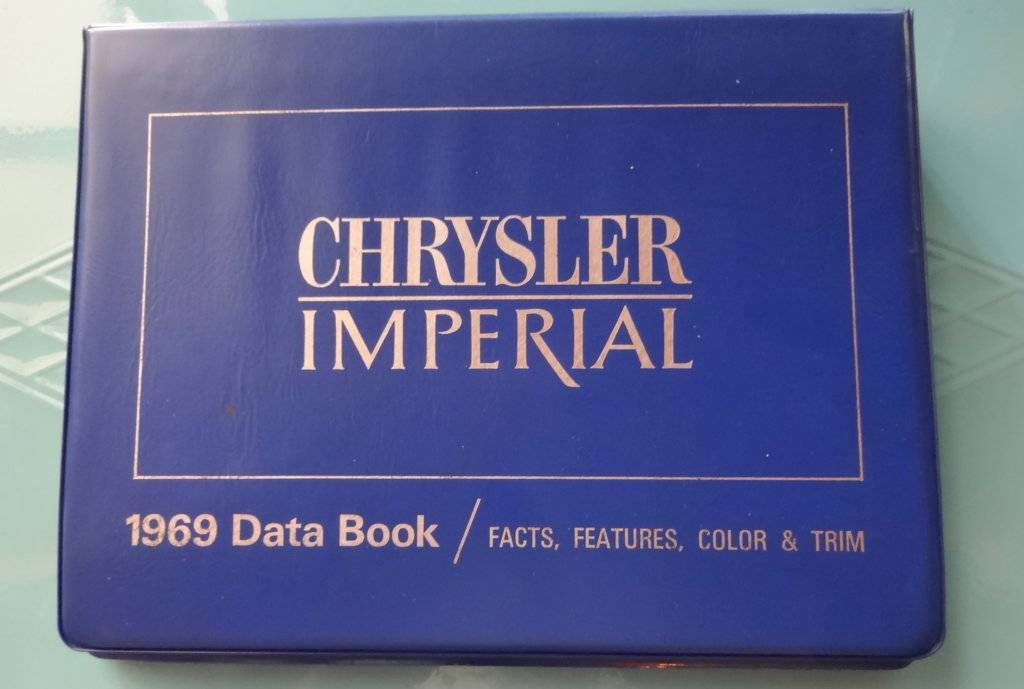 CHRYSLER
IMPERIAL
1969 Data Book / FACTS, FEATURES, COLOR & TRIM